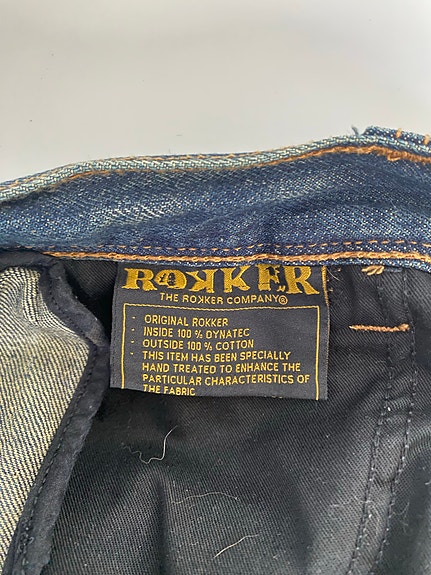 ROKKER
THE ROKKER COMPANY®
- ORIGINAL ROKKER
- INSIDE 100 % DYNATEC
- OUTSIDE 100 % COTTON
- THIS ITEM HAS BEEN SPECIALLY
HAND TREATED TO ENHANCE THE
PARTICULAR CHARACTERISTICS OF
THE FABRIC